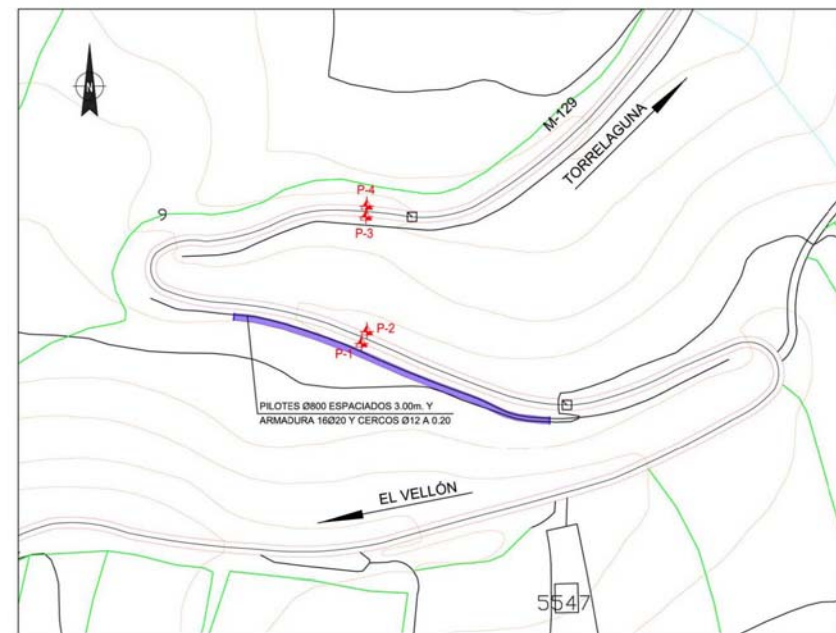 N
M-129
TORRELAGUNA
P-4
9
P-3
P-2
P-1
PILOTES Ø800 ESPACIADOS 3.00m. Y
ARMADURA 16Ø20 Y CERCOS Ø12 A 0.20
EL VELLÓN
5547